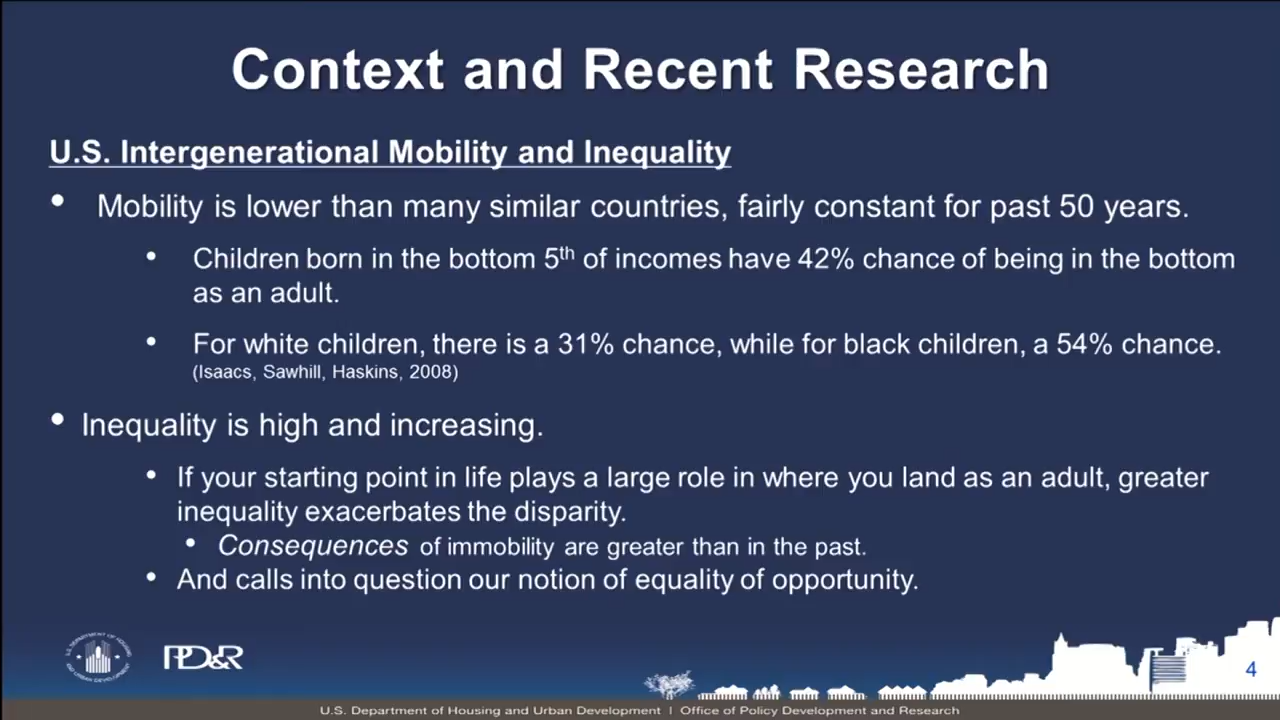 Context and Recent Research
U.S. Intergenerational Mobility and Inequality
• Mobility is lower than many similar countries, fairly constant for past 50 years.
• Children born in the bottom 5th of incomes have 42% chance of being in the bottom
as an adult.
• For white children, there is a 31% chance, while for black children, a 54% chance.
(Isaacs, Sawhill, Haskins, 2008)
• Inequality is high and increasing.
• If your starting point in life plays a large role in where you land as an adult, greater
inequality exacerbates the disparity.
• Consequences of immobility are greater than in the past.
• And calls into question our notion of equality of opportunity.
U.S. DEPARTMENT OF HOUSING
AND URBAN DEVELOPMENT
PD&R
4
U.S. Department of Housing and Urban Development | Office of Policy Development and Research